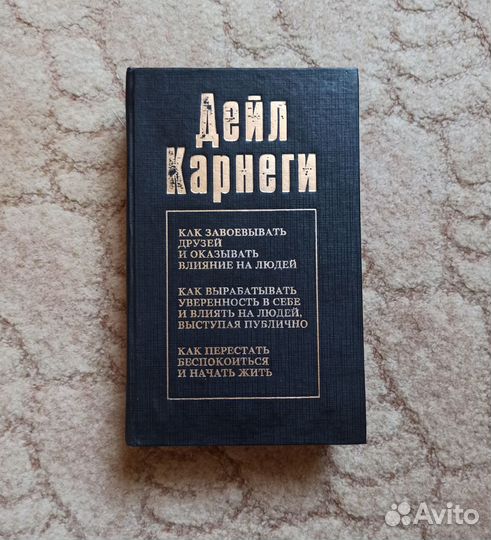 Дейл
Карнеги
КАК ЗАВОЕВЫВАТЬ
ДРУЗЕЙ
И ОКАЗЫВАТЬ
ВЛИЯНИЕ НА ЛЮДЕЙ
КАК ВЫРАБАТЫВАТЬ
УВЕРЕННОСТЬ В СЕБЕ
И ВЛИЯТЬ НА ЛЮДЕЙ,
ВЫСТУПАЯ ПУБЛИЧНО
КАК ПЕРЕСТАТЬ
БЕСПОКОИТЬСЯ
И НАЧАТЬ ЖИТЬ
Avito